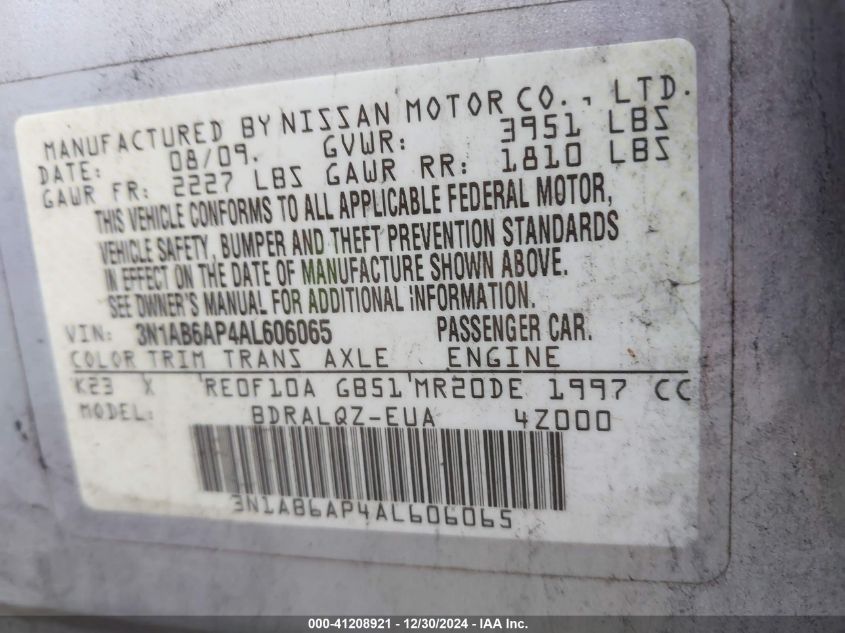 MANUFACTURED BY NISSAN MOTOR CO., LTD.
DATE: 08/09. GVWR: 3951 LBS
GAWR FR: 2227 LBS GAWR RR: 1810 LBS
THIS VEHICLE CONFORMS TO ALL APPLICABLE FEDERAL MOTOR,
VEHICLE SAFETY, BUMPER AND THEFT PREVENTION STANDARDS
IN EFFECT ON THE DATE OF MANUFACTURE SHOWN ABOVE.
SEE OWNER'S MANUAL FOR ADDITIONAL INFORMATION.
VIN: 3N1AB6AP4AL606065 PASSENGER CAR.
COLOR TRIM TRANS AXLE ENGINE
K23 X RE0F10A GB51 MR20DE 1997 CC
MODEL: BDRALQZ-EUA 4Z000
3N1AB6AP4AL606065
000-41208921 - 12/30/2024 - IAA Inc.